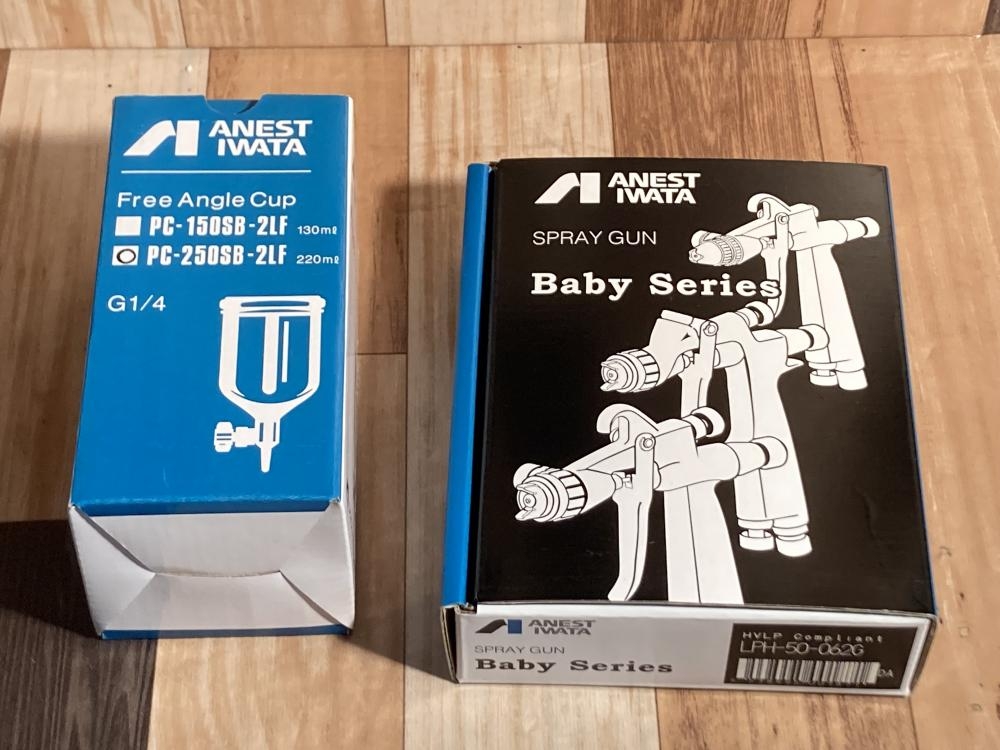 ANEST
IWATA
Free Angle Cup
PC-150SB-2LF 130mℓ
PC-250SB-2LF 220mℓ
G1/4
ANEST
IWATA
SPRAY GUN
Baby Series
ANEST
IWATA
SPRAY GUN
Baby Series
HVLP Compliant
LPH-50-062G
0A